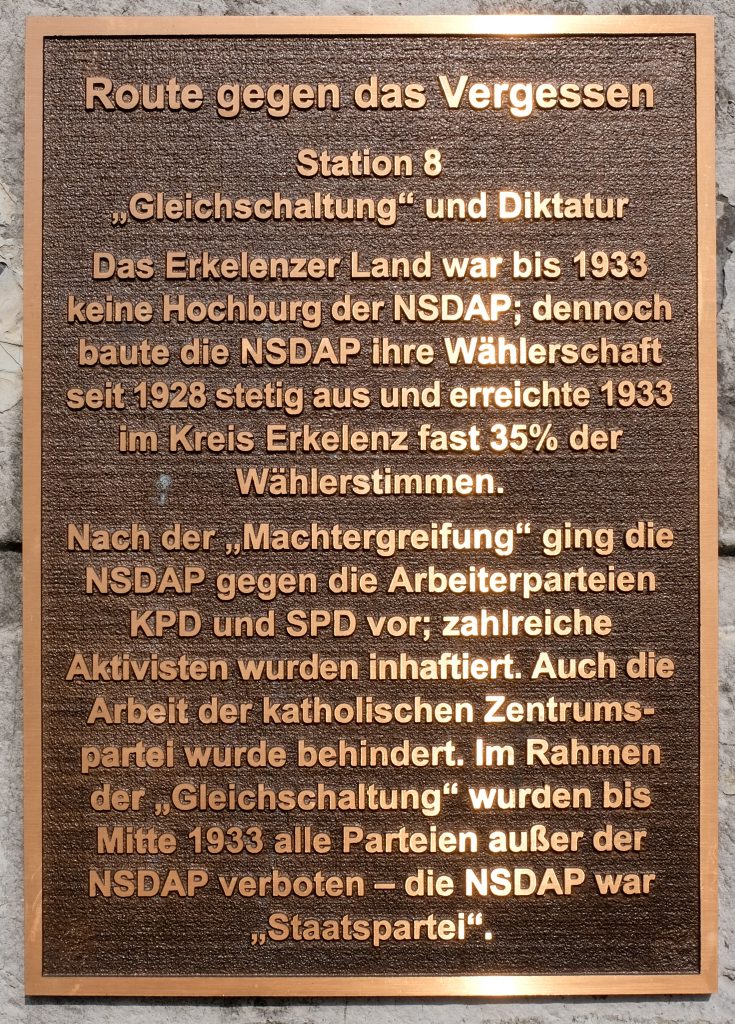 Route gegen das Vergessen
Station 8
„Gleichschaltung“ und Diktatur
Das Erkelenzer Land war bis 1933
keine Hochburg der NSDAP; dennoch
baute die NSDAP ihre Wählerschaft
seit 1928 stetig aus und erreichte 1933
im Kreis Erkelenz fast 35% der
Wählerstimmen.
Nach der „Machtergreifung“ ging die
NSDAP gegen die Arbeiterparteien
KPD und SPD vor; zahlreiche
Aktivisten wurden inhaftiert. Auch die
Arbeit der katholischen Zentrums-
partei wurde behindert. Im Rahmen
der „Gleichschaltung“ wurden bis
Mitte 1933 alle Parteien außer der
NSDAP verboten – die NSDAP war
„Staatspartei“.